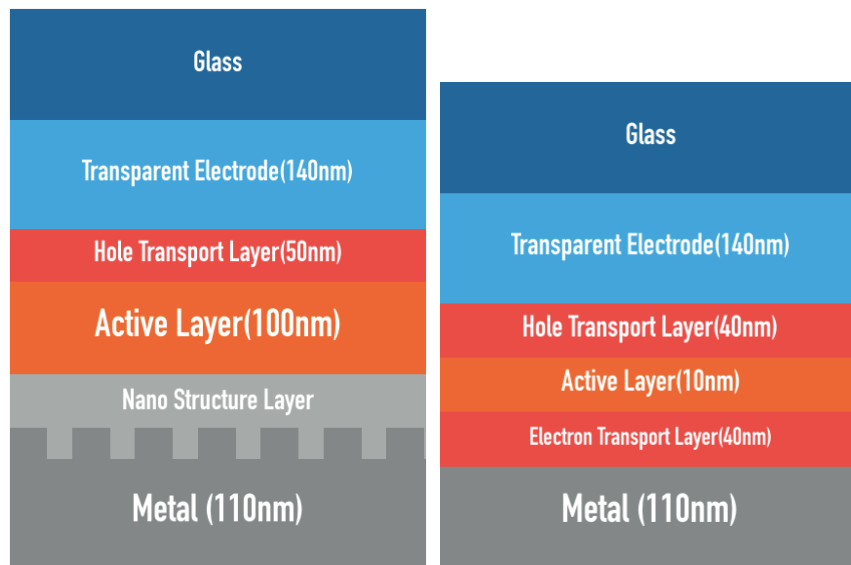 Glass
Transparent Electrode(140nm)
Hole Transport Layer(50nm)
Active Layer(100nm)
Nano Structure Layer
Metal (110nm)
Glass
Transparent Electrode(140nm)
Hole Transport Layer(40nm)
Active Layer(10nm)
Electron Transport Layer(40nm)
Metal (110nm)